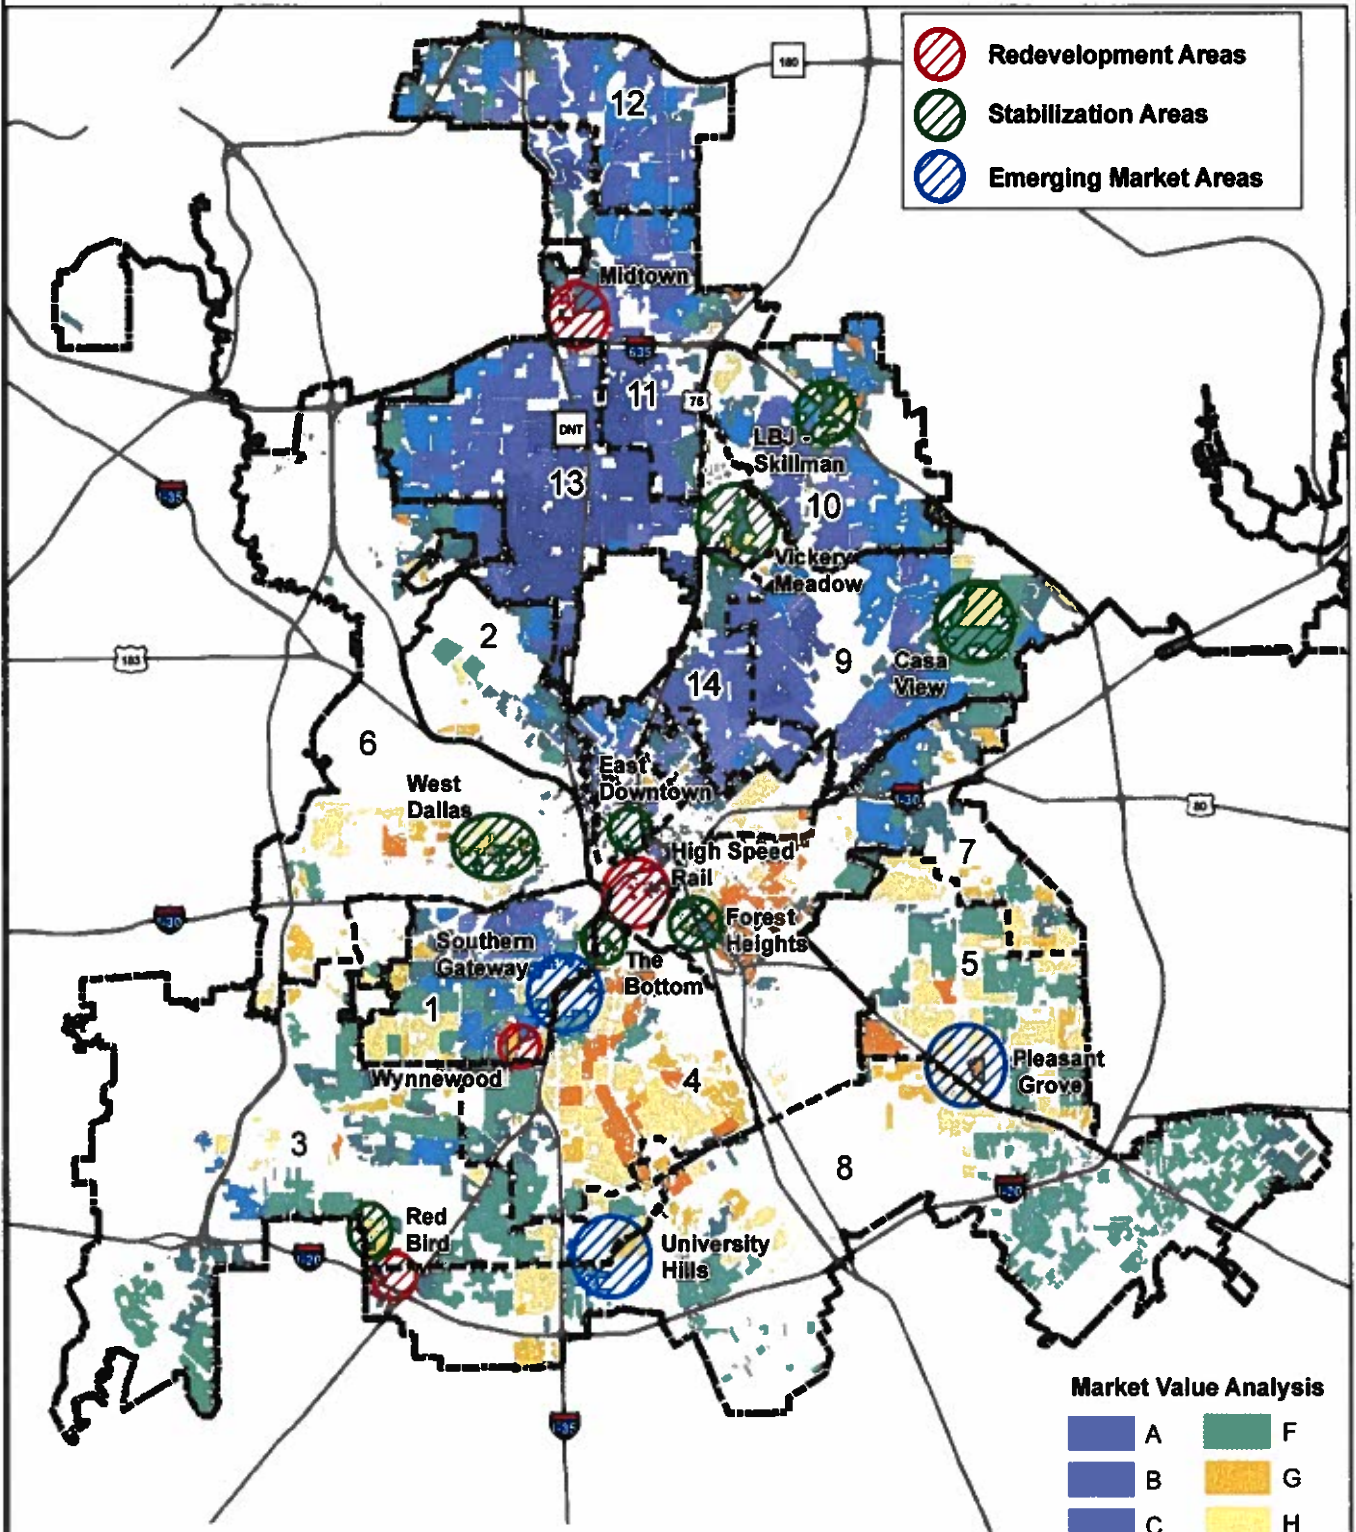 Redevelopment Areas
Stabilization Areas
Emerging Market Areas
180
12
Midtown
635
11
75
DNT
LBJ -
Skillman
13
10
I-35
Vickery
Meadow
2
183
9
Casa
View
14
6
East
Downtown
West
Dallas
I-30
80
High Speed
Rail
7
I-30
Forest
Heights
Southern
Gateway
The
Bottom
5
1
Pleasant
Grove
Wynnewood
4
3
8
I-20
Red
Bird
I-20
University
Hills
Market Value Analysis
I-35
A
F
B
G
C
H